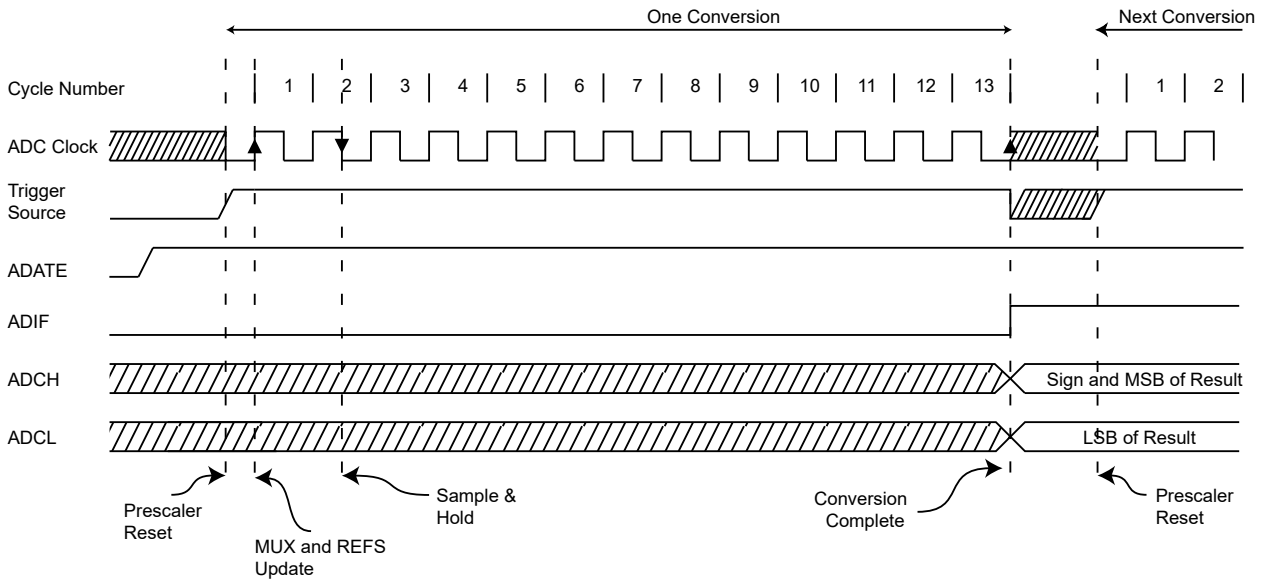 One Conversion
Next Conversion
Cycle Number
1 2 3 4 5 6 7 8 9 10 11 12 13 1 2
ADC Clock
Trigger
Source
ADATE
ADIF
ADCH
Sign and MSB of Result
ADCL
LSB of Result
Prescaler
Reset
MUX and REFS
Update
Sample &
Hold
Conversion
Complete
Prescaler
Reset